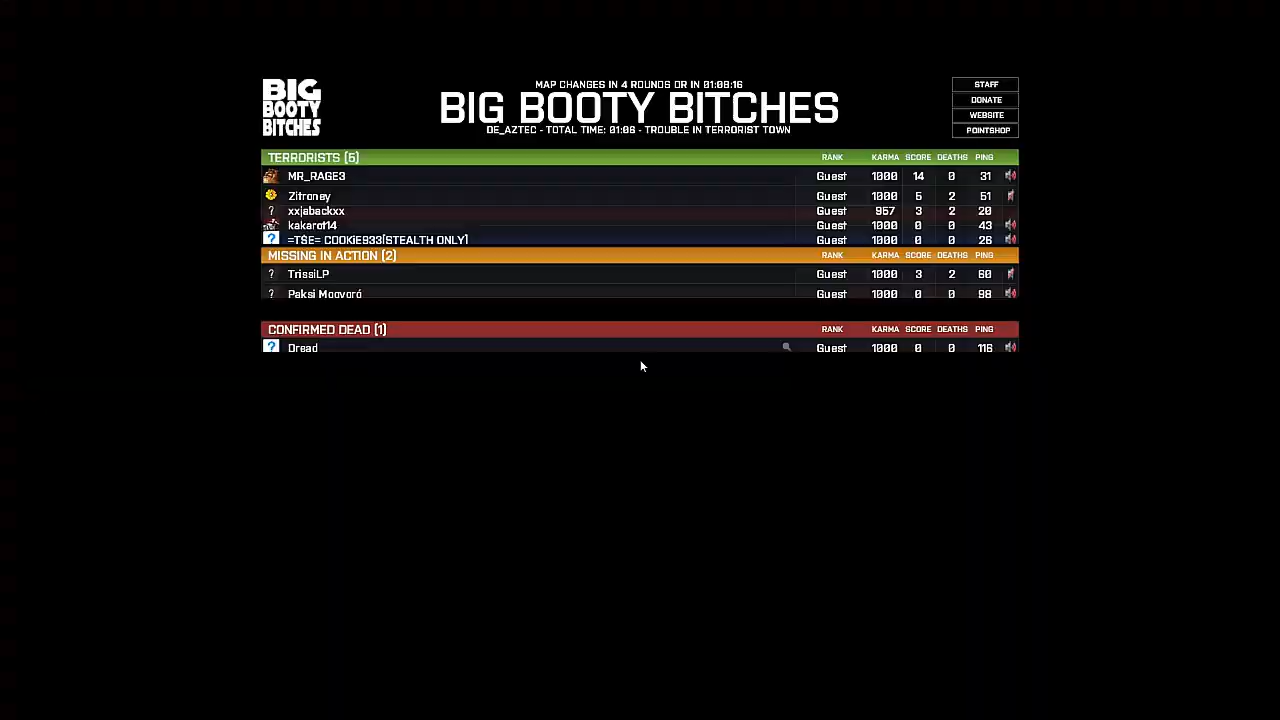 BIG
BOOTY
BITCHES
MAP CHANGES IN 4 ROUNDS OR IN 01:08:16
BIG BOOTY BITCHES
DE_AZTEC - TOTAL TIME: 01:06 - TROUBLE IN TERRORIST TOWN
STAFF
DONATE
WEBSITE
POINTSHOP
TERRORISTS (5) RANK KARMA SCORE DEATHS PING
MR_RAGE3 Guest 1000 14 0 31
Zitroney Guest 1000 5 2 51
? xx|abackxx Guest 957 3 2 20
kakarot14 Guest 1000 0 0 43
? =TSE= COOKiE933[STEALTH ONLY] Guest 1000 0 0 26
MISSING IN ACTION (2) RANK KARMA SCORE DEATHS PING
? TrissiLP Guest 1000 3 2 60
? Paksi Guest 1000 0 0 98
CONFIRMED DEAD (1) RANK KARMA SCORE DEATHS PING
? Dread Guest 1000 0 0 116